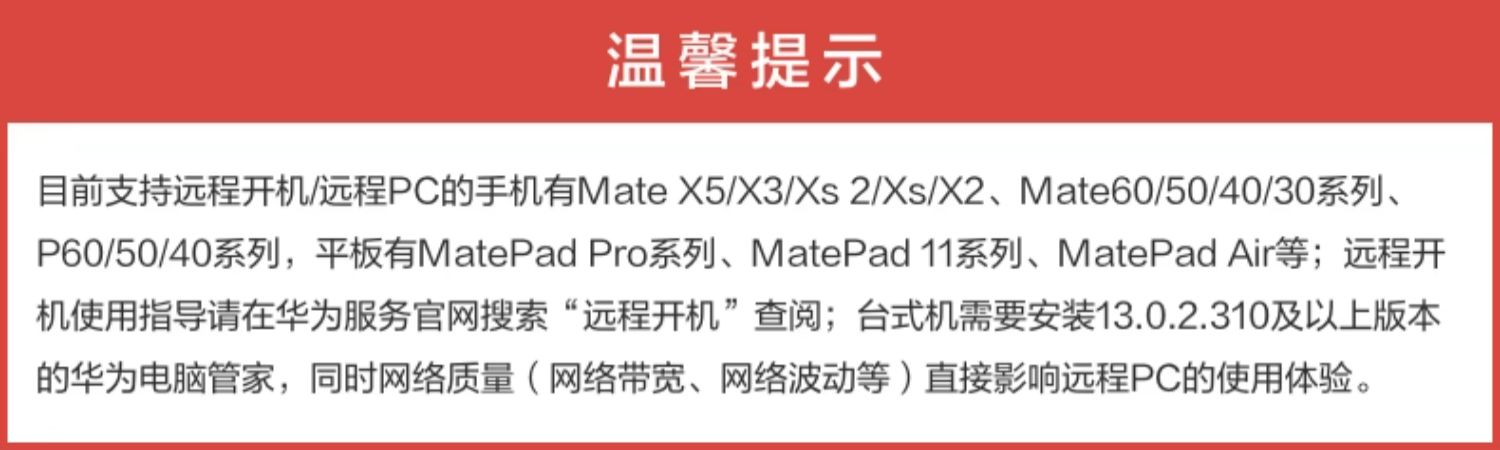 温馨提示
目前支持远程开机/远程PC的手机有Mate X5/X3/Xs 2/Xs/X2、Mate60/50/40/30系列、
P60/50/40系列，平板有MatePad Pro系列、MatePad 11系列、MatePad Air等；远程开
机使用指导请在华为服务官网搜索“远程开机”查阅；台式机需要安装13.0.2.310及以上版本
的华为电脑管家，同时网络质量（网络带宽、网络波动等）直接影响远程PC的使用体验。